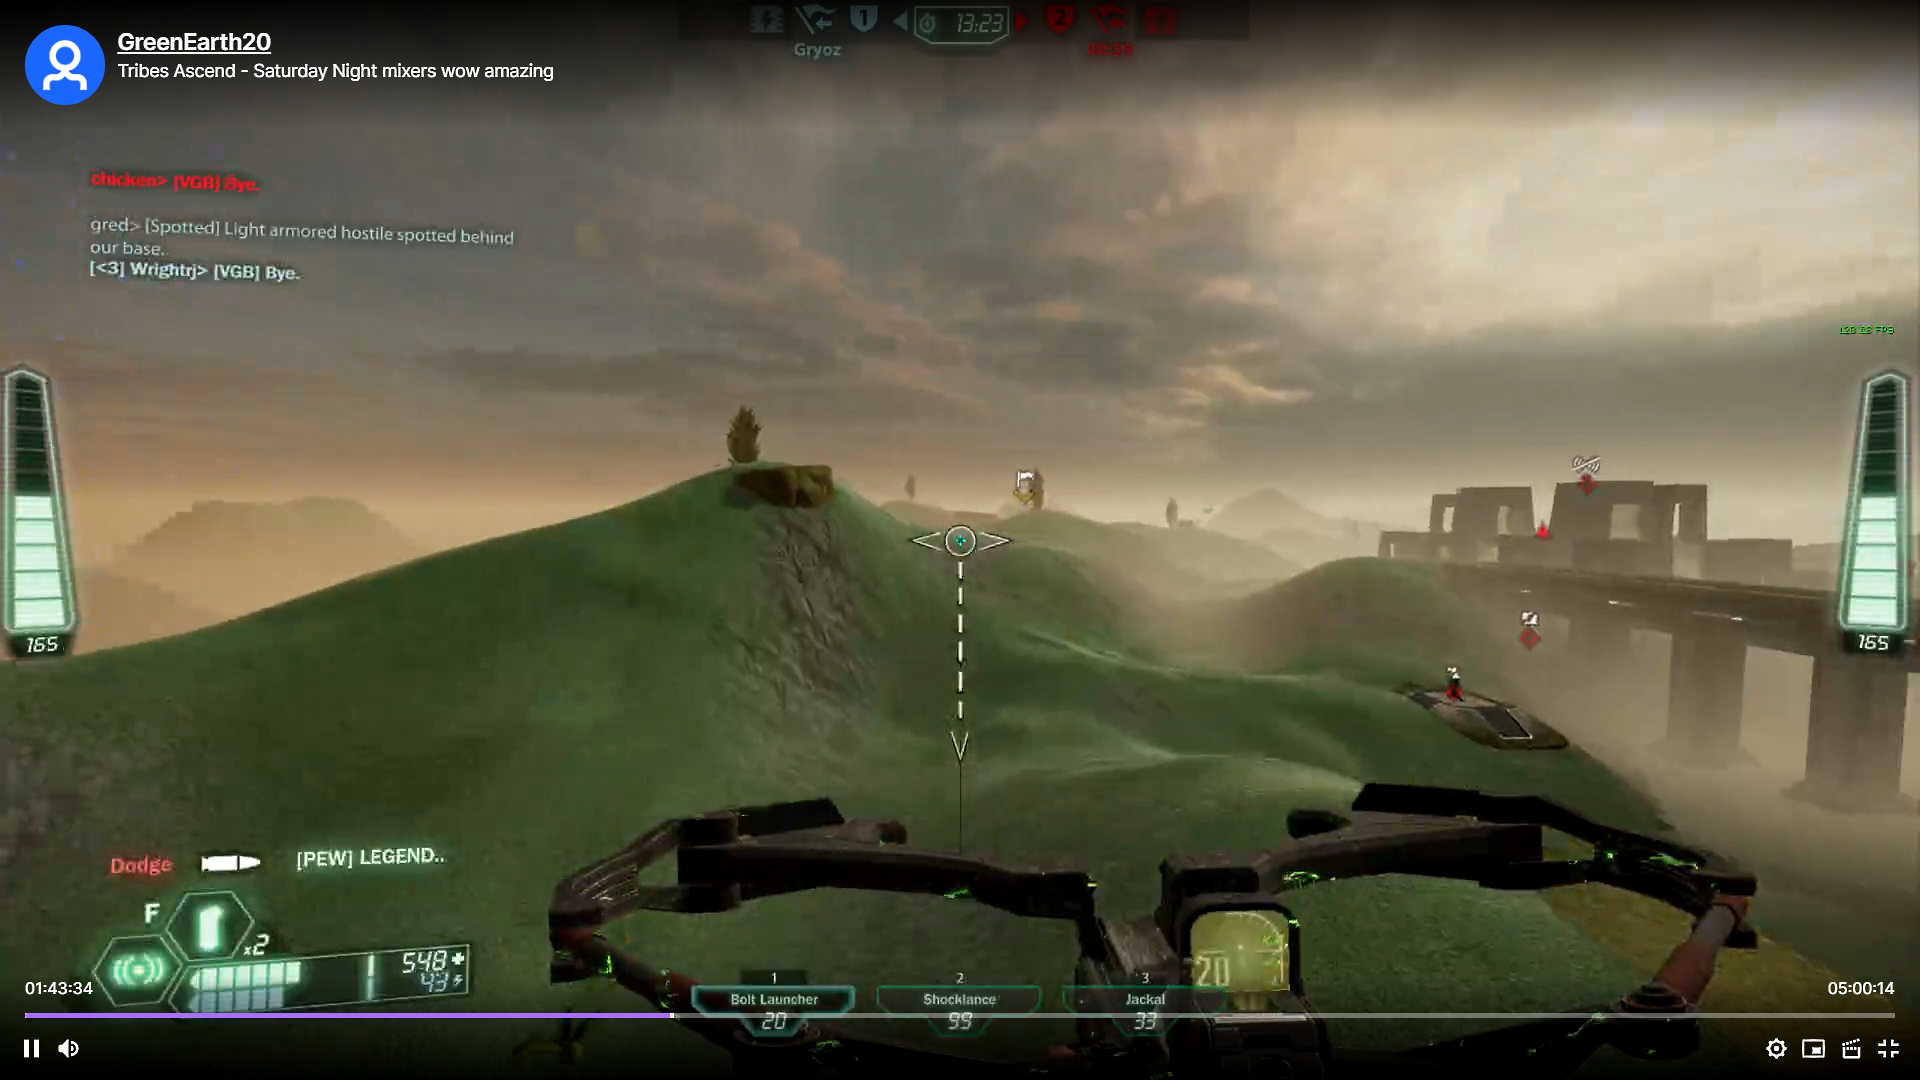 GreenEarth20
Tribes Ascend - Saturday Night mixers wow amazing
1 13:23 2
Gryoz
chicken> [VGB] Bye.
gred> [Spotted] Light armored hostile spotted behind
our base.
[<3] Wrightrj> [VGB] Bye.
165
165
Dodge [PEW] LEGEND..
F
x2
548
43
20
1 2 3
Bolt Launcher Shocklance Jackal
20 99 33
01:43:34
05:00:14